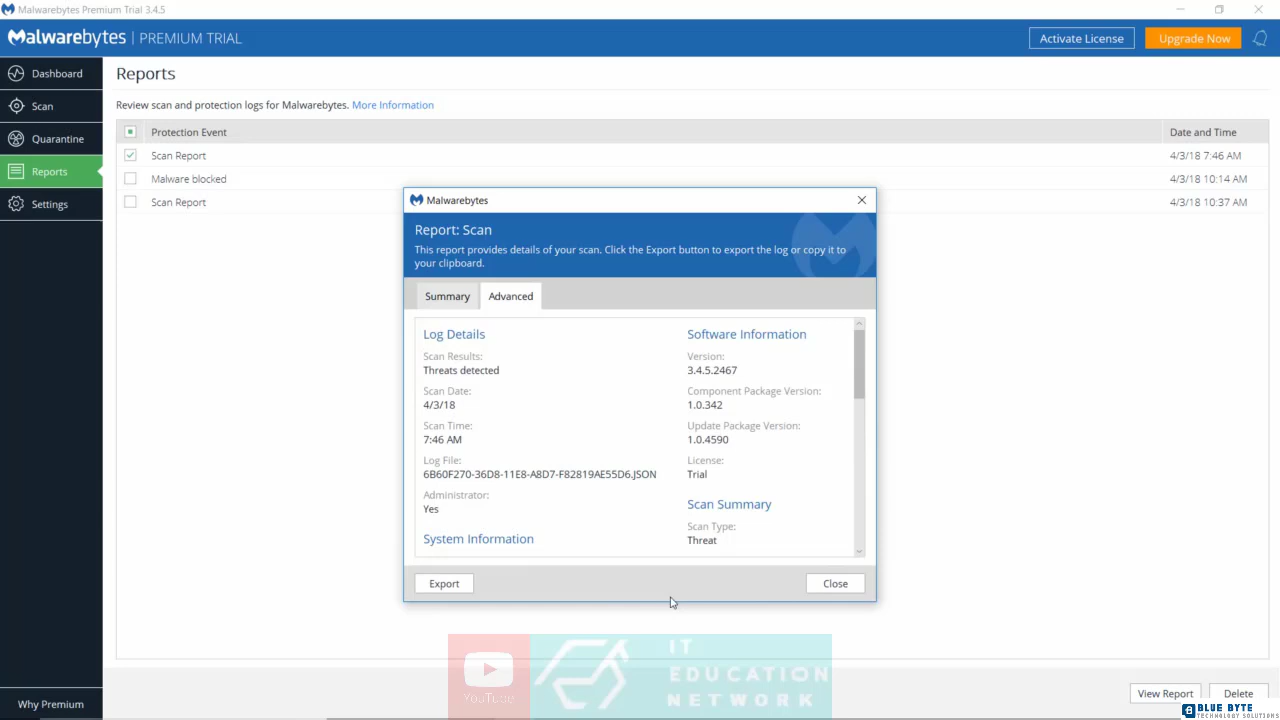 Malwarebytes Premium Trial 3.4.5
Malwarebytes | PREMIUM TRIAL
Activate License
Upgrade Now
Dashboard
Scan
Quarantine
Reports
Settings
Why Premium
Reports
Review scan and protection logs for Malwarebytes. More Information
Protection Event Date and Time
Scan Report 4/3/18 7:46 AM
Malware blocked 4/3/18 10:14 AM
Scan Report 4/3/18 10:37 AM
Malwarebytes
Report: Scan
This report provides details of your scan. Click the Export button to export the log or copy it to
your clipboard.
Summary
Advanced
Log Details
Scan Results:
Threats detected
Scan Date:
4/3/18
Scan Time:
7:46 AM
Log File:
6B60F270-36D8-11E8-A8D7-F82819AE55D6.JSON
Administrator:
Yes
System Information
Software Information
Version:
3.4.5.2467
Component Package Version:
1.0.342
Update Package Version:
1.0.4590
License:
Trial
Scan Summary
Scan Type:
Threat
Export
Close
YouTube
IT
EDUCATION
NETWORK
View Report
Delete
BLUE BYTE
TECHNOLOGY SOLUTIONS